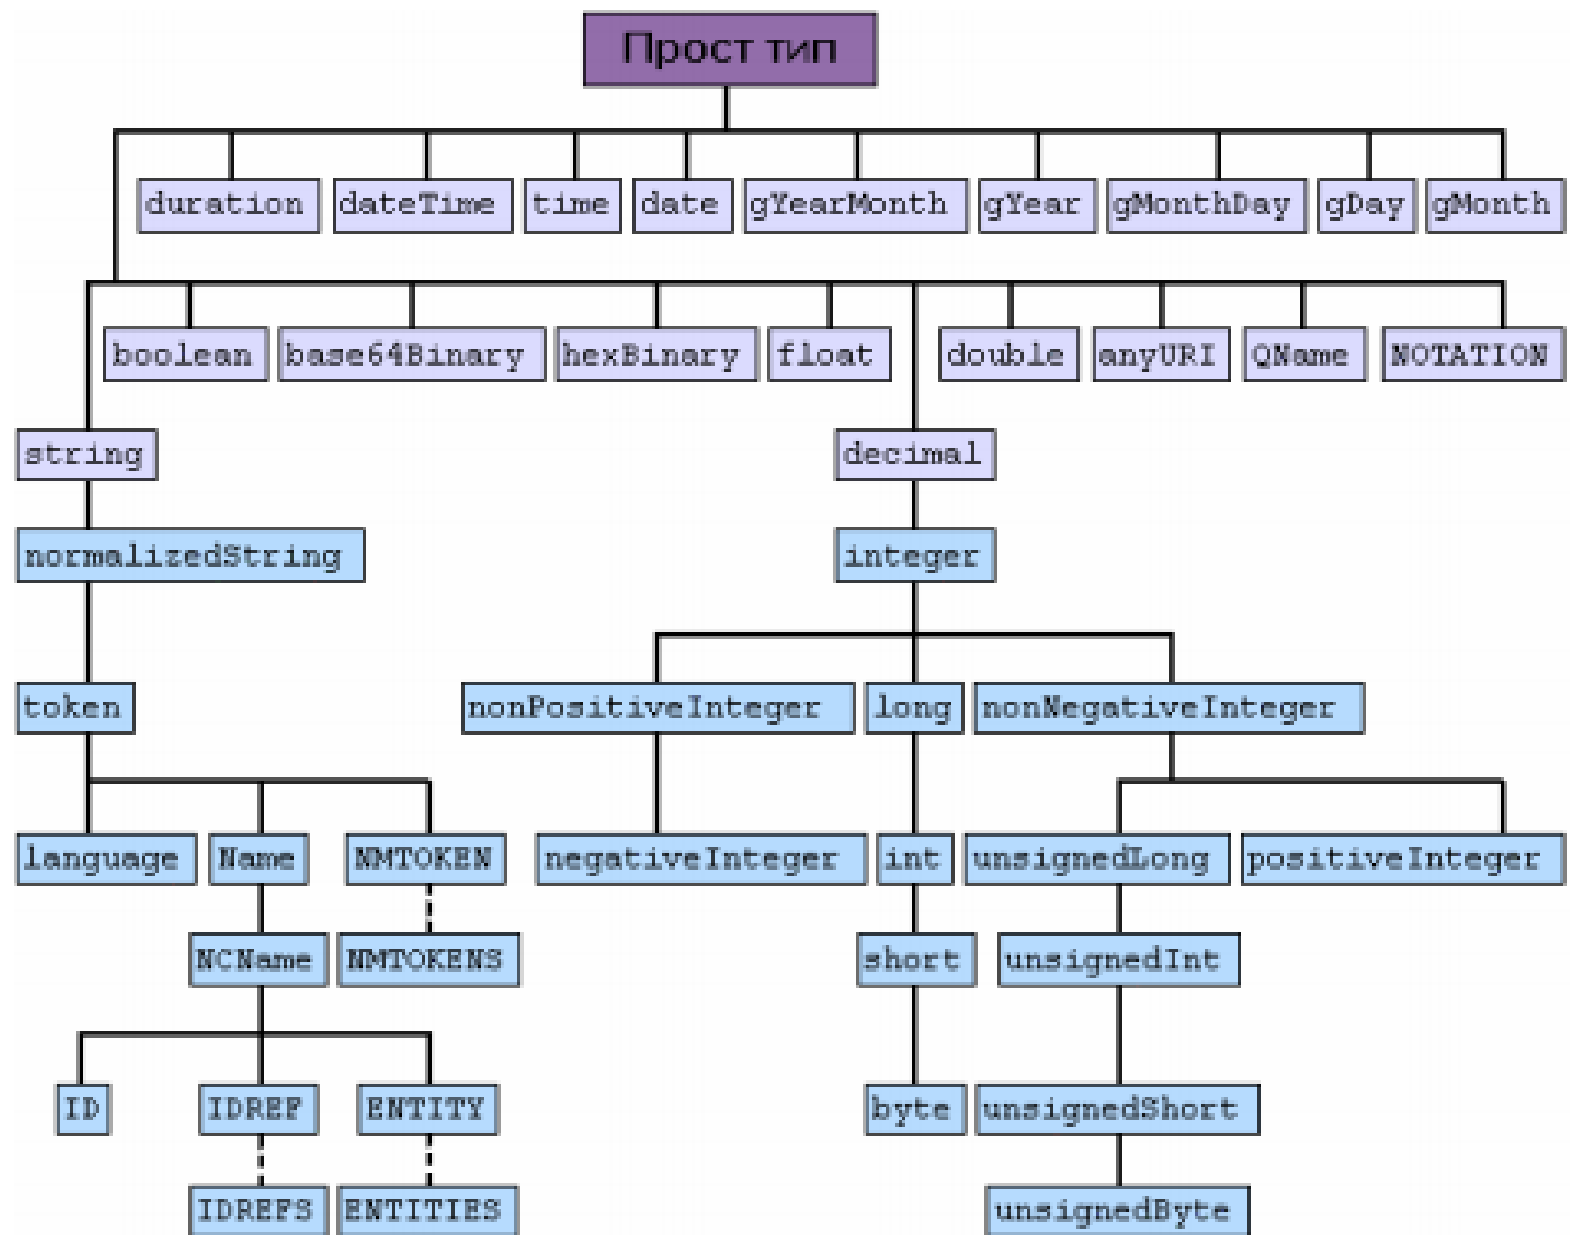 Прост тип
duration dateTime time date gYearMonth gYear gMonthDay gDay gMonth
boolean base64Binary hexBinary float double anyURI QName NOTATION
string decimal
normalizedString integer
token nonPositiveInteger long nonNegativeInteger
language Name NMTOKEN negativeInteger int unsignedLong positiveInteger
NCName NMTOKENS short unsignedInt
ID IDREF ENTITY byte unsignedShort
IDREFS ENTITIES unsignedByte